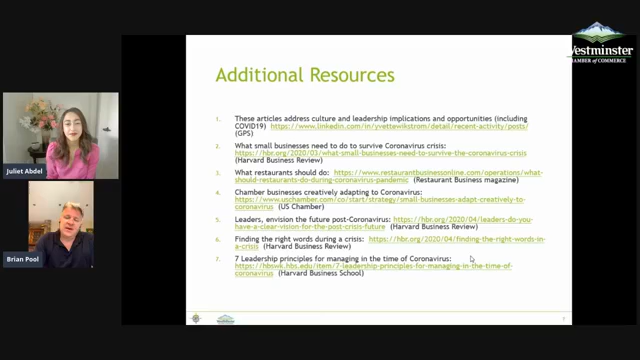 Westminster
CHAMBER of COMMERCE
Additional Resources
1. These articles address culture and leadership implications and opportunities (including
COVID19) https://www.linkedin.com/in/yvettewikstrom/detail/recent-activity/posts/
(GPS)
2. What small businesses need to do to survive Coronavirus crisis:
https://hbr.org/2020/03/what-small-businesses-need-to-survive-the-coronavirus-crisis
(Harvard Business Review)
3. What restaurants should do: https://www.restaurantbusinessonline.com/operations/what-
should-restaurants-do-during-coronavirus-pandemic (Restaurant Business magazine)
4. Chamber businesses creatively adapting to Coronavirus:
https://www.uschamber.com/co/start/strategy/small-businesses-adapt-creatively-to-
coronavirus (US Chamber)
5. Leaders, envision the future post-Coronavirus: https://hbr.org/2020/04/leaders-do-you-
have-a-clear-vision-for-the-post-crisis-future (Harvard Business Review)
6. Finding the right words during a crisis: https://hbr.org/2020/04/finding-the-right-words-in-
a-crisis (Harvard Business Review)
7. 7 Leadership principles for managing in the time of Coronavirus:
https://hbswk.hbs.edu/item/7-leadership-principles-for-managing-in-the-time-of-
coronavirus (Harvard Business School)
Juliet Abdel
Brian Pool